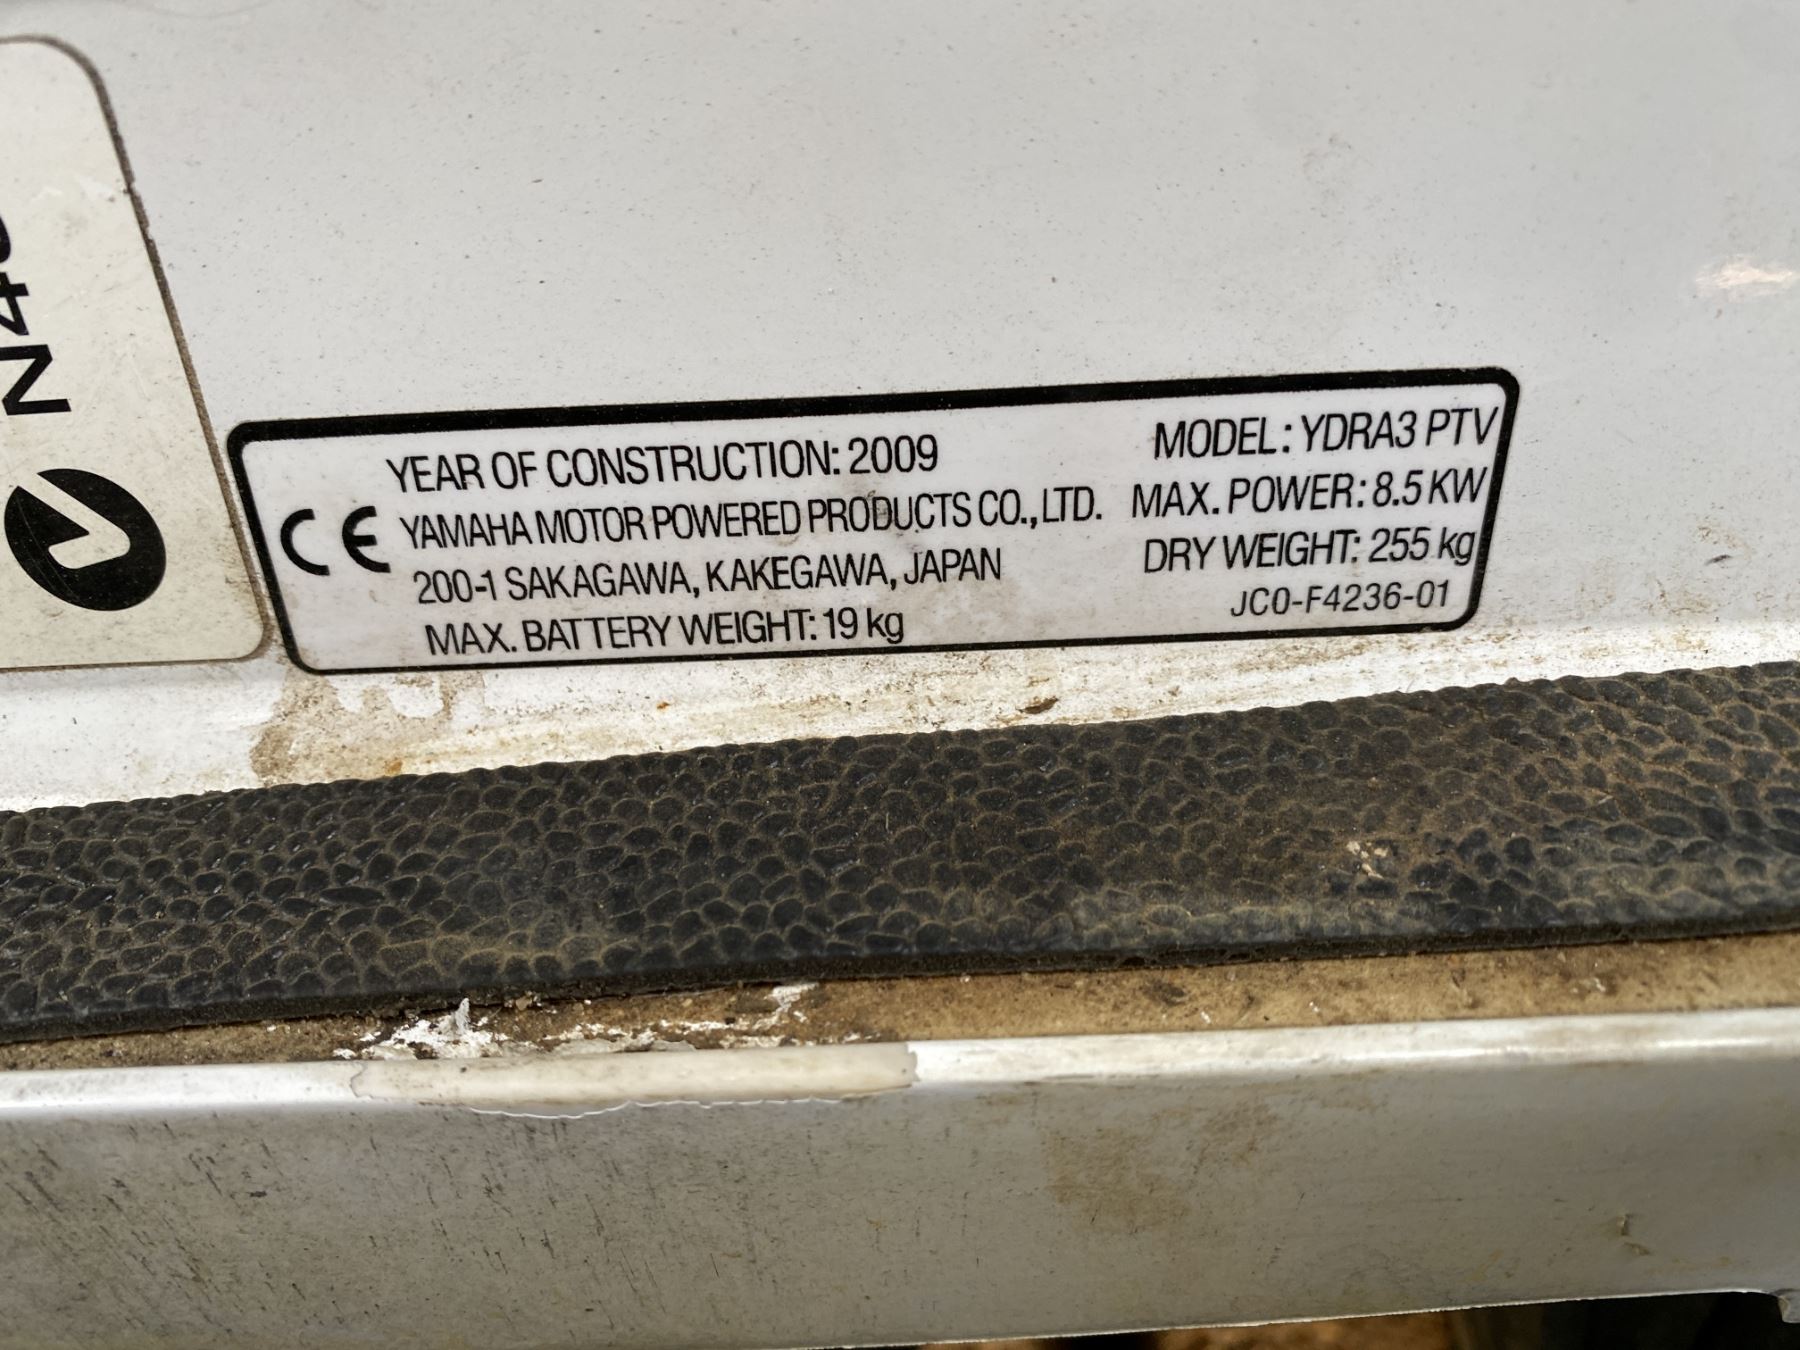 YEAR OF CONSTRUCTION: 2009
YAMAHA MOTOR POWERED PRODUCTS CO., LTD.
200-1 SAKAGAWA, KAKEGAWA, JAPAN
MAX. BATTERY WEIGHT: 19 kg
CE
MODEL: YDRA3 PTV
MAX. POWER: 8.5 KW
DRY WEIGHT: 255 kg
JC0-F4236-01